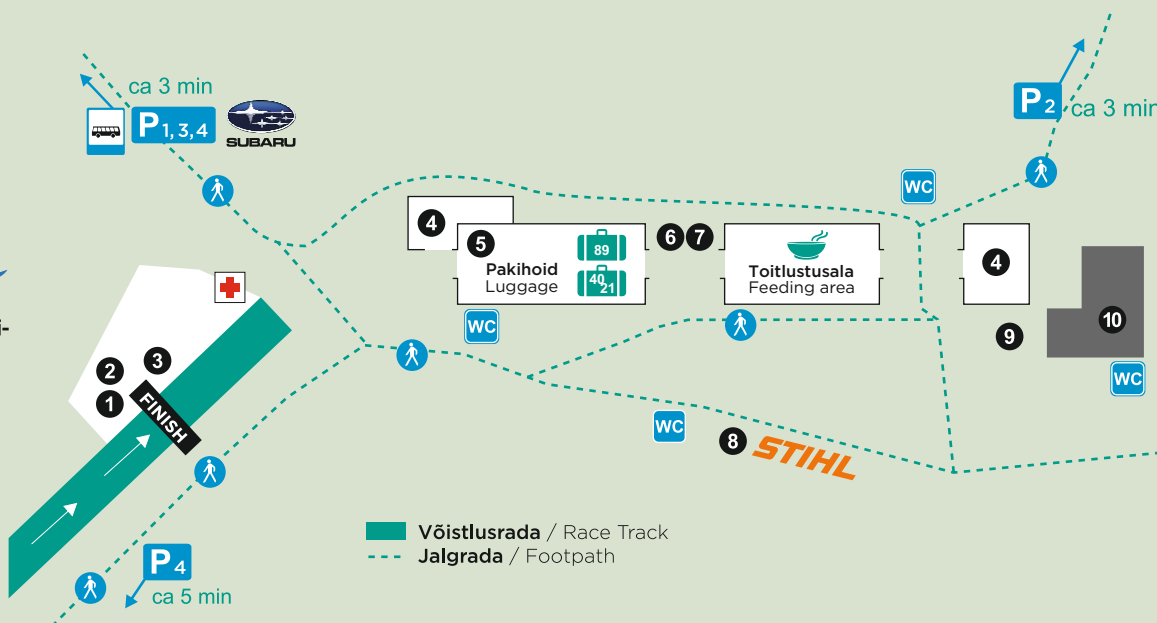 ca 3 min
P1,3,4
SUBARU
P2
ca 3 min
WC
4
5
89
Pakihoid
Luggage
40
21
6
7
Toitlustusala
Feeding area
4
10
9
WC
WC
i-
3
2
1
FINISH
WC
8
STIHL
P4
ca 5 min
Võistlusrada / Race Track
Jalgrada / Footpath